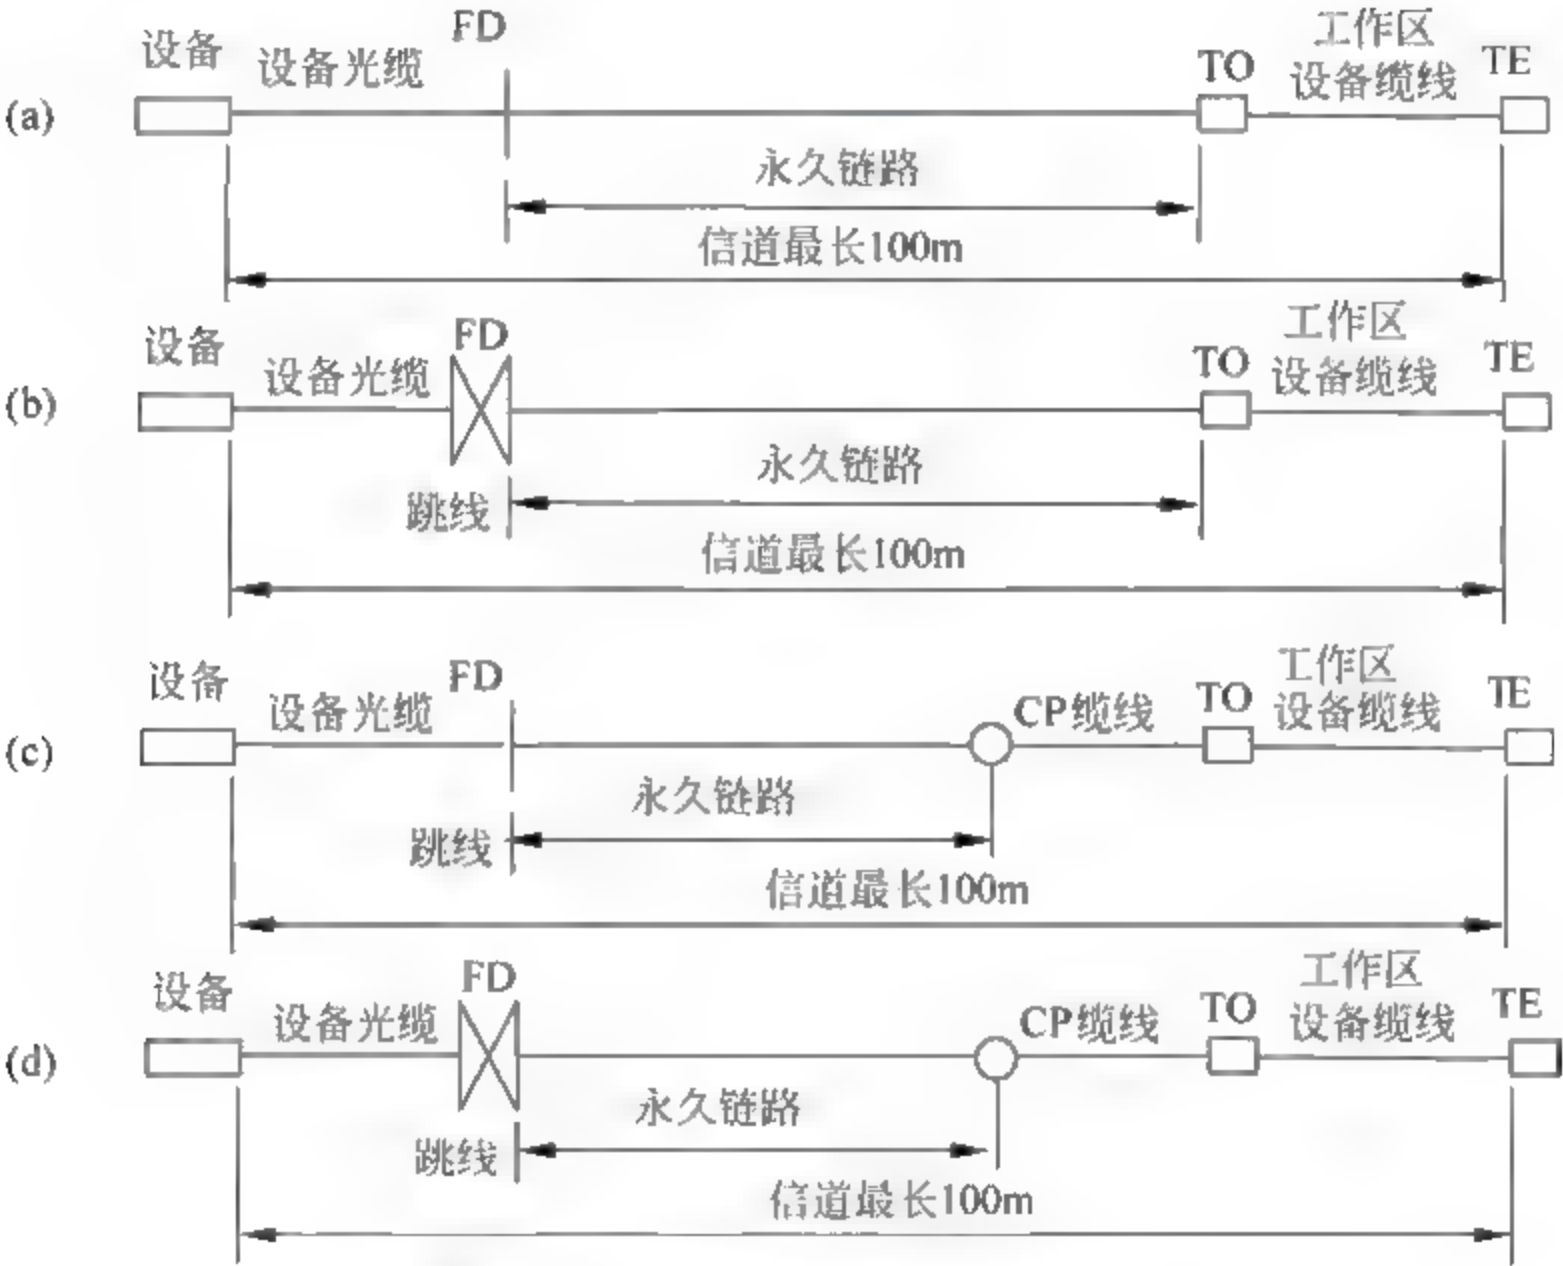 (a)
设备
设备光缆
FD
TO
工作区
设备缆线
TE
永久链路
信道最长100m
(b)
设备
设备光缆
FD
TO
工作区
设备缆线
TE
永久链路
跳线
信道最长100m
(c)
设备
设备光缆
FD
CP缆线
TO
工作区
设备缆线
TE
永久链路
跳线
信道最长100m
(d)
设备
设备光缆
FD
CP缆线
TO
工作区
设备缆线
TE
永久链路
跳线
信道最长100m